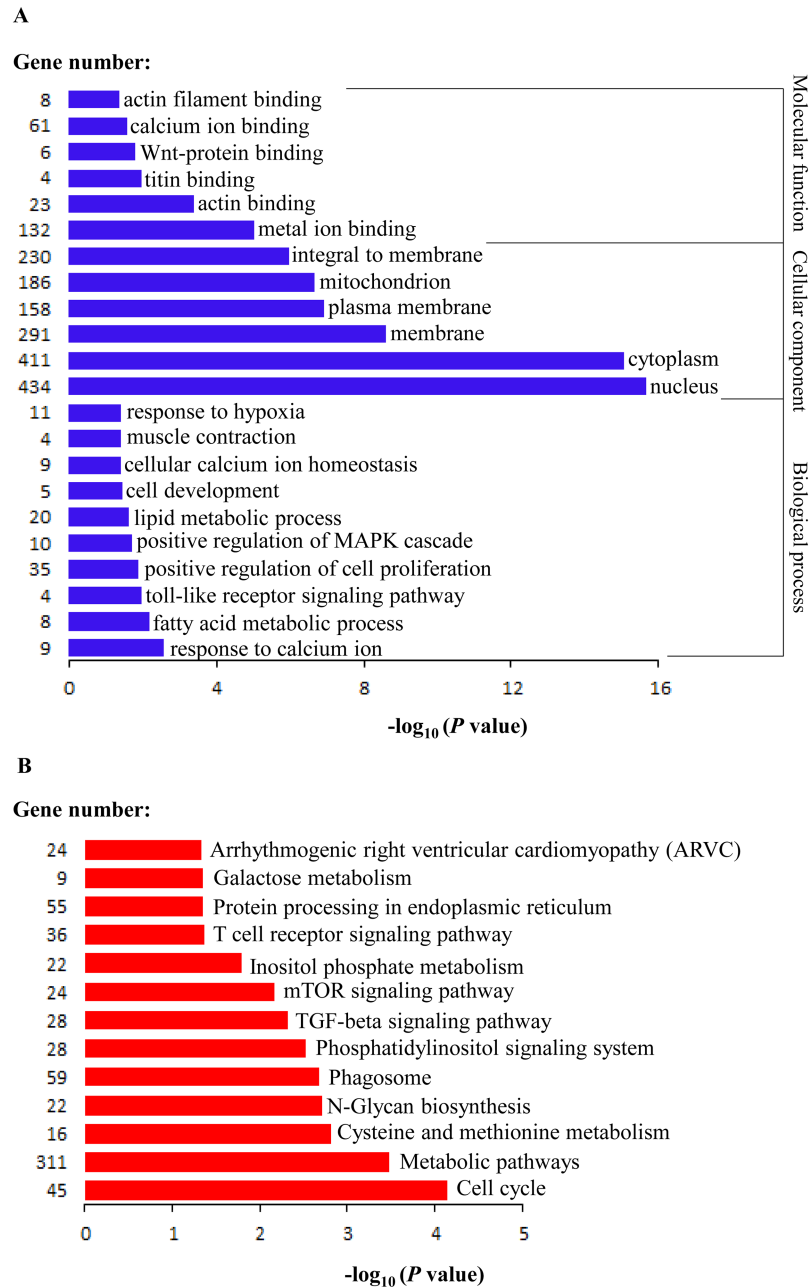 A
Gene number:
8 actin filament binding
61 calcium ion binding
6 Wnt-protein binding
4 titin binding
23 actin binding
132 metal ion binding
Molecular function
230 integral to membrane
186 mitochondrion
158 plasma membrane
291 membrane
411 cytoplasm
434 nucleus
Cellular component
11 response to hypoxia
4 muscle contraction
9 cellular calcium ion homeostasis
5 cell development
20 lipid metabolic process
10 positive regulation of MAPK cascade
35 positive regulation of cell proliferation
4 toll-like receptor signaling pathway
8 fatty acid metabolic process
9 response to calcium ion
Biological process
0 4 8 12 16
-log10 (P value)
B
Gene number:
24 Arrhythmogenic right ventricular cardiomyopathy (ARVC)
9 Galactose metabolism
55 Protein processing in endoplasmic reticulum
36 T cell receptor signaling pathway
22 Inositol phosphate metabolism
24 mTOR signaling pathway
28 TGF-beta signaling pathway
28 Phosphatidylinositol signaling system
59 Phagosome
22 N-Glycan biosynthesis
16 Cysteine and methionine metabolism
311 Metabolic pathways
45 Cell cycle
0 1 2 3 4 5
-log10 (P value)